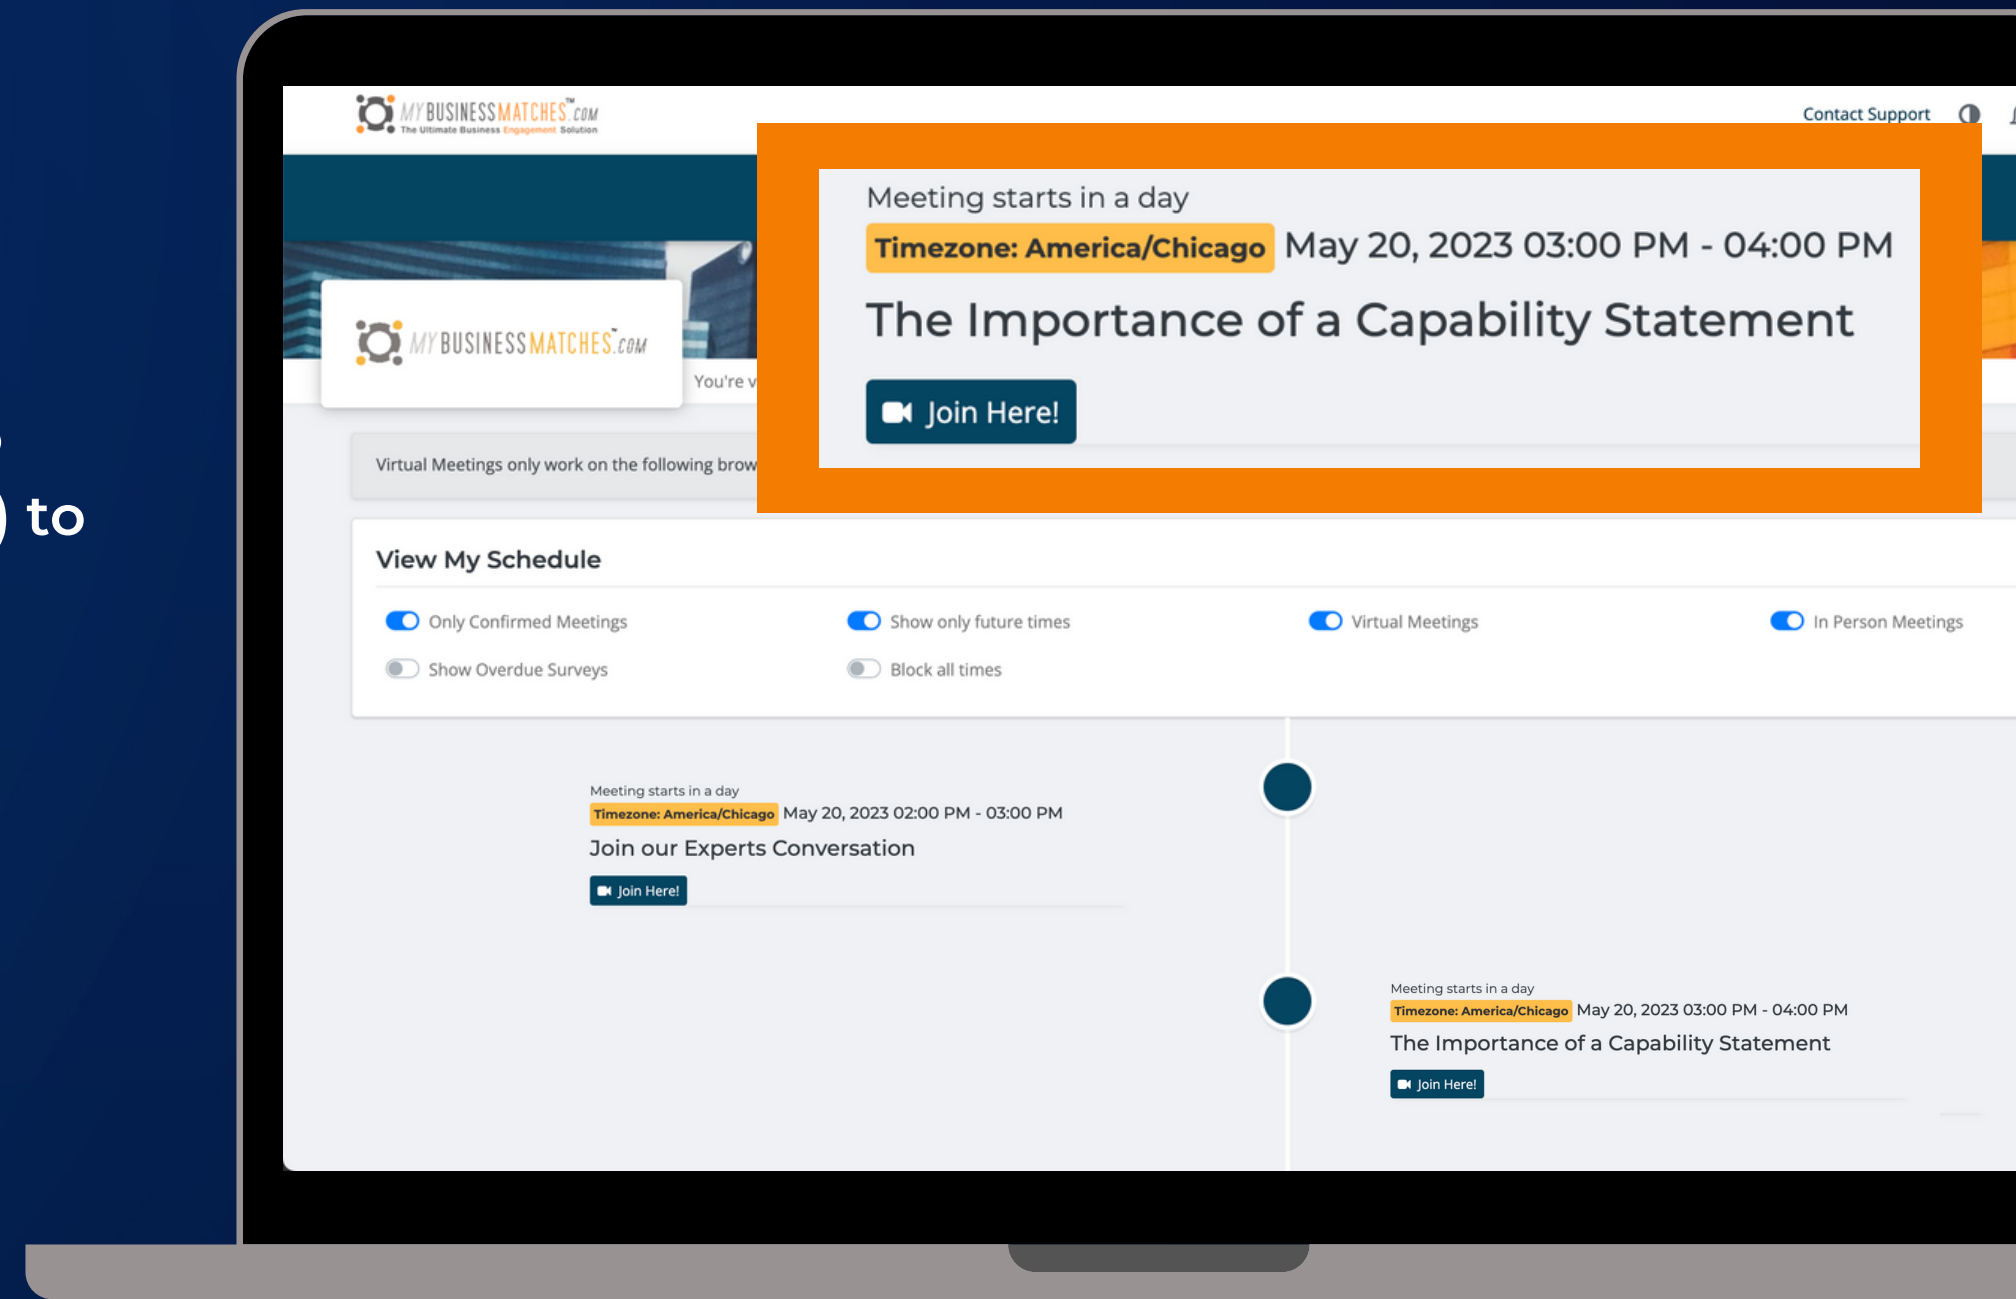 ) to
MYBUSINESSMATCHES.COM™
The Ultimate Business Engagement Solution
Contact Support
Meeting starts in a day
Timezone: America/Chicago May 20, 2023 03:00 PM - 04:00 PM
The Importance of a Capability Statement
Join Here!
MYBUSINESSMATCHES.COM™
You're v
Virtual Meetings only work on the following brow
View My Schedule
Only Confirmed Meetings Show only future times Virtual Meetings In Person Meetings
Show Overdue Surveys Block all times
Meeting starts in a day
Timezone: America/Chicago May 20, 2023 02:00 PM - 03:00 PM
Join our Experts Conversation
Join Here!
Meeting starts in a day
Timezone: America/Chicago May 20, 2023 03:00 PM - 04:00 PM
The Importance of a Capability Statement
Join Here!